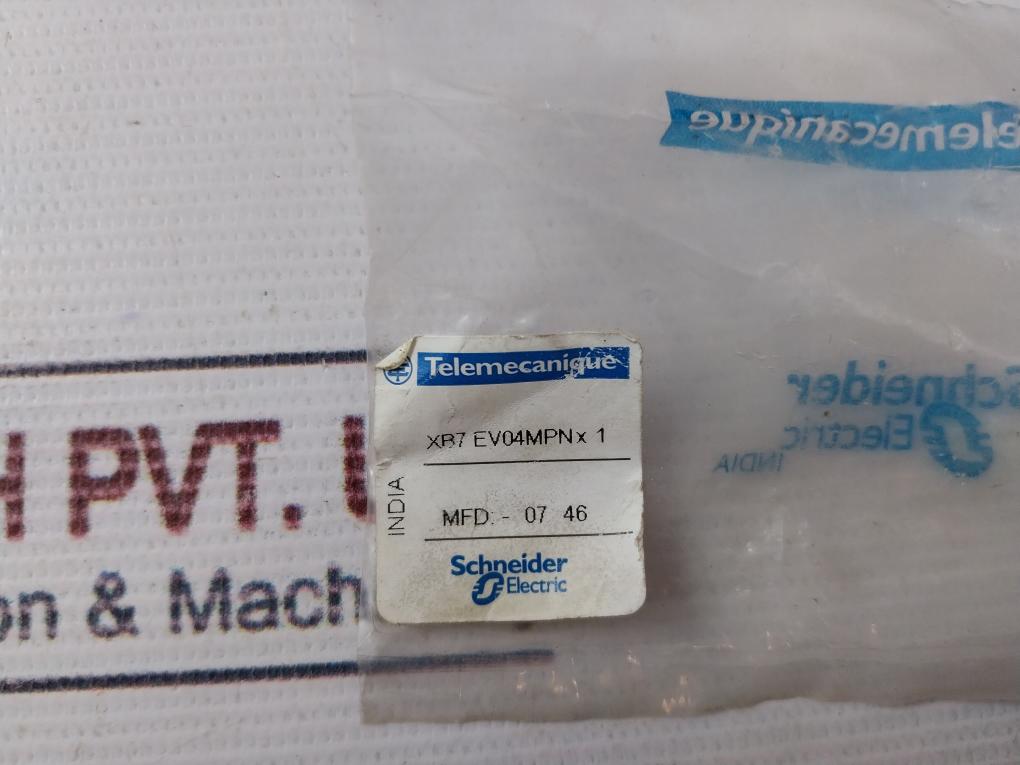 Telemecanique
Telemecanique
XB7 EV04MPN x 1
INDIA
MFD: - 07 46
Schneider
Electric
Schneider
Electric
INDIA
H PVT.
on & Mach